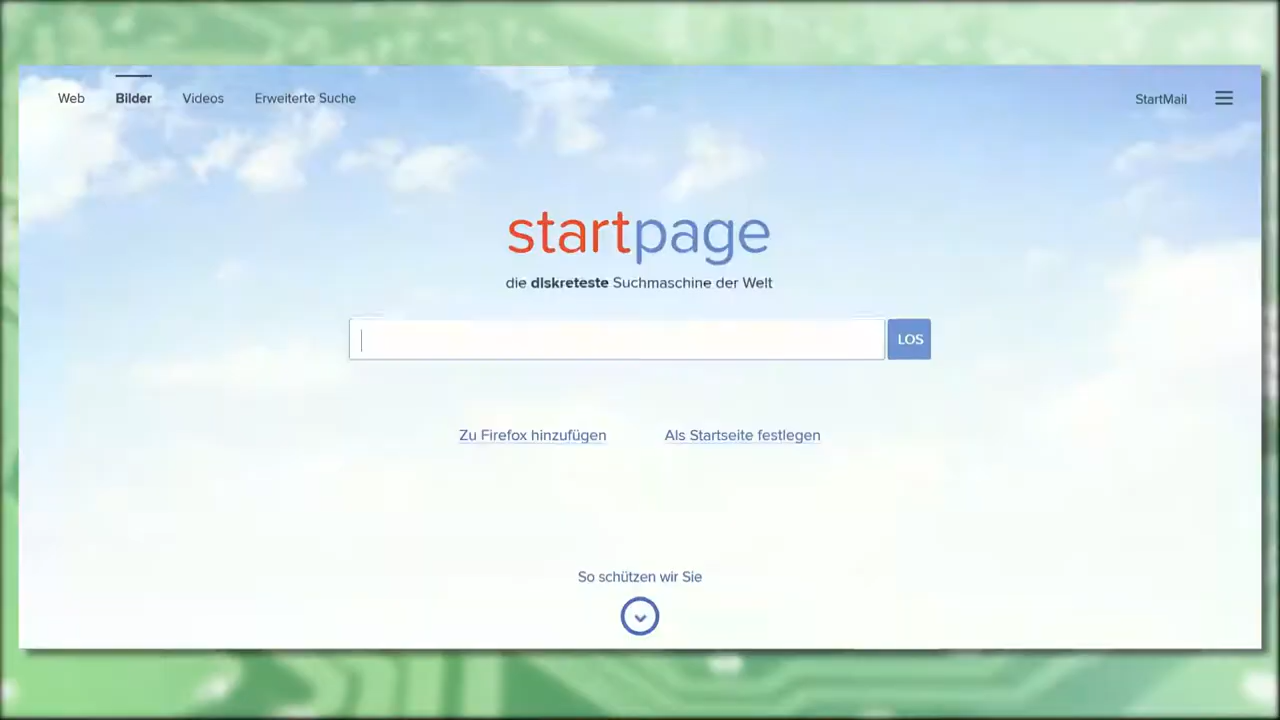 Web Bilder Videos Erweiterte Suche StartMail
startpage
die diskreteste Suchmaschine der Welt
LOS
Zu Firefox hinzufügen Als Startseite festlegen
So schützen wir Sie